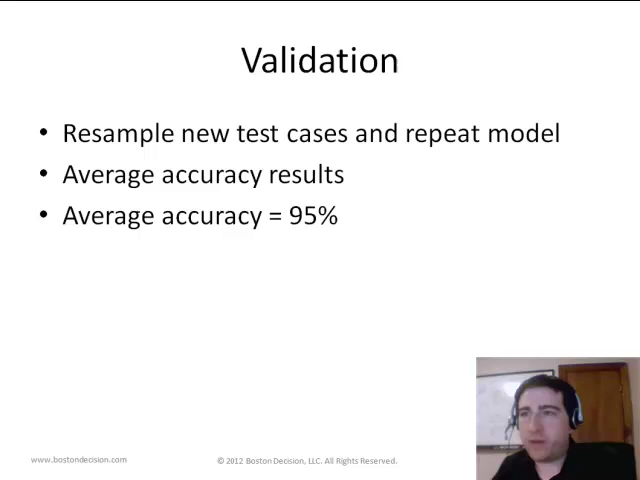 Validation
• Resample new test cases and repeat model
• Average accuracy results
• Average accuracy = 95%
www.bostondecision.com
© 2012 Boston Decision, LLC. All Rights Reserved.